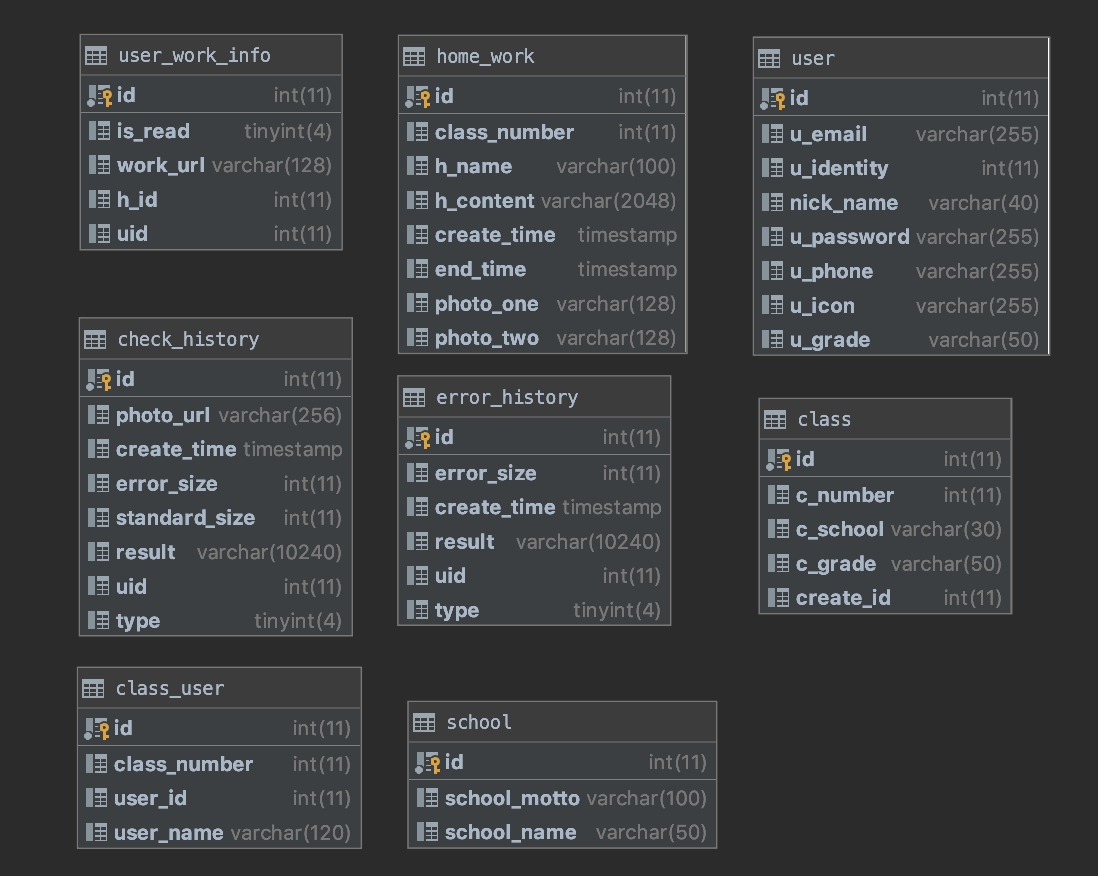 user_work_info
id int(11)
is_read tinyint(4)
work_url varchar(128)
h_id int(11)
uid int(11)
home_work
id int(11)
class_number int(11)
h_name varchar(100)
h_content varchar(2048)
create_time timestamp
end_time timestamp
photo_one varchar(128)
photo_two varchar(128)
user
id int(11)
u_email varchar(255)
u_identity int(11)
nick_name varchar(40)
u_password varchar(255)
u_phone varchar(255)
u_icon varchar(255)
u_grade varchar(50)
check_history
id int(11)
photo_url varchar(256)
create_time timestamp
error_size int(11)
standard_size int(11)
result varchar(10240)
uid int(11)
type tinyint(4)
error_history
id int(11)
error_size int(11)
create_time timestamp
result varchar(10240)
uid int(11)
type tinyint(4)
class
id int(11)
c_number int(11)
c_school varchar(30)
c_grade varchar(50)
create_id int(11)
class_user
id int(11)
class_number int(11)
user_id int(11)
user_name varchar(120)
school
id int(11)
school_motto varchar(100)
school_name varchar(50)